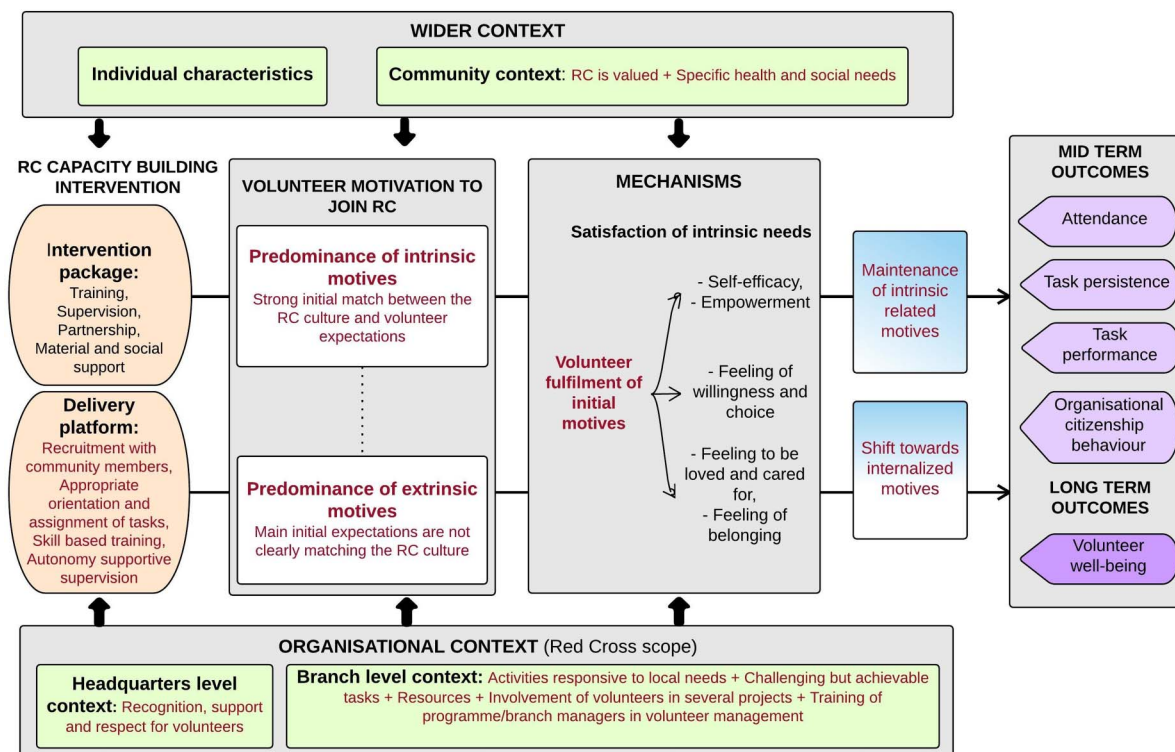 WIDER CONTEXT
Individual characteristics
Community context: RC is valued + Specific health and social needs
RC CAPACITY BUILDING
INTERVENTION
Intervention
package:
Training,
Supervision,
Partnership,
Material and social
support
Delivery
platform:
Recruitment with
community members,
Appropriate
orientation and
assignment of tasks,
Skill based training,
Autonomy supportive
supervision
VOLUNTEER MOTIVATION TO
JOIN RC
Predominance of intrinsic
motives
Strong initial match between the
RC culture and volunteer
expectations
Predominance of extrinsic
motives
Main initial expectations are not
clearly matching the RC culture
MECHANISMS
Satisfaction of intrinsic needs
Volunteer
fulfilment of
initial
motives
- Self-efficacy,
- Empowerment
- Feeling of
willingness and
choice
- Feeling to be
loved and cared
for,
- Feeling of
belonging
Maintenance
of intrinsic
related
motives
Shift towards
internalized
motives
MID TERM
OUTCOMES
Attendance
Task persistence
Task
performance
Organisational
citizenship
behaviour
LONG TERM
OUTCOMES
Volunteer
well-being
ORGANISATIONAL CONTEXT (Red Cross scope)
Headquarters level
context: Recognition, support
and respect for volunteers
Branch level context: Activities responsive to local needs + Challenging but achievable
tasks + Resources + Involvement of volunteers in several projects + Training of
programme/branch managers in volunteer management